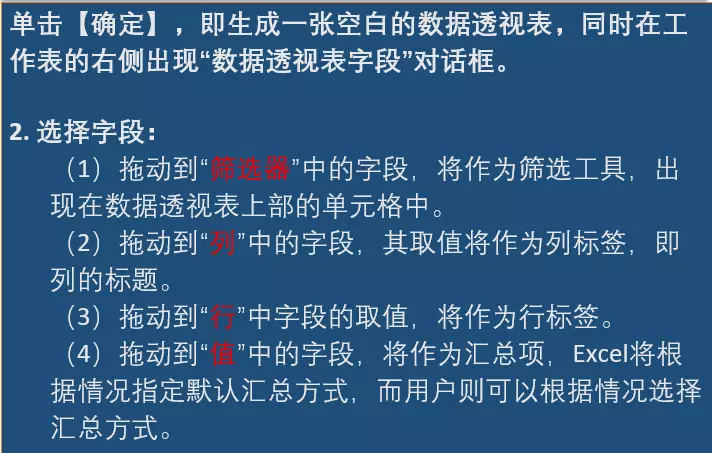 单击【确定】，即生成一张空白的数据透视表，同时在工
作表的右侧出现“数据透视表字段”对话框。
2. 选择字段：
（1）拖动到“筛选器”中的字段，将作为筛选工具，出
现在数据透视表上部的单元格中。
（2）拖动到“列”中的字段，其取值将作为列标签，即
列的标题。
（3）拖动到“行”中字段的取值，将作为行标签。
（4）拖动到“值”中的字段，将作为汇总项，Excel将根
据情况指定默认汇总方式，而用户则可以根据情况选择
汇总方式。